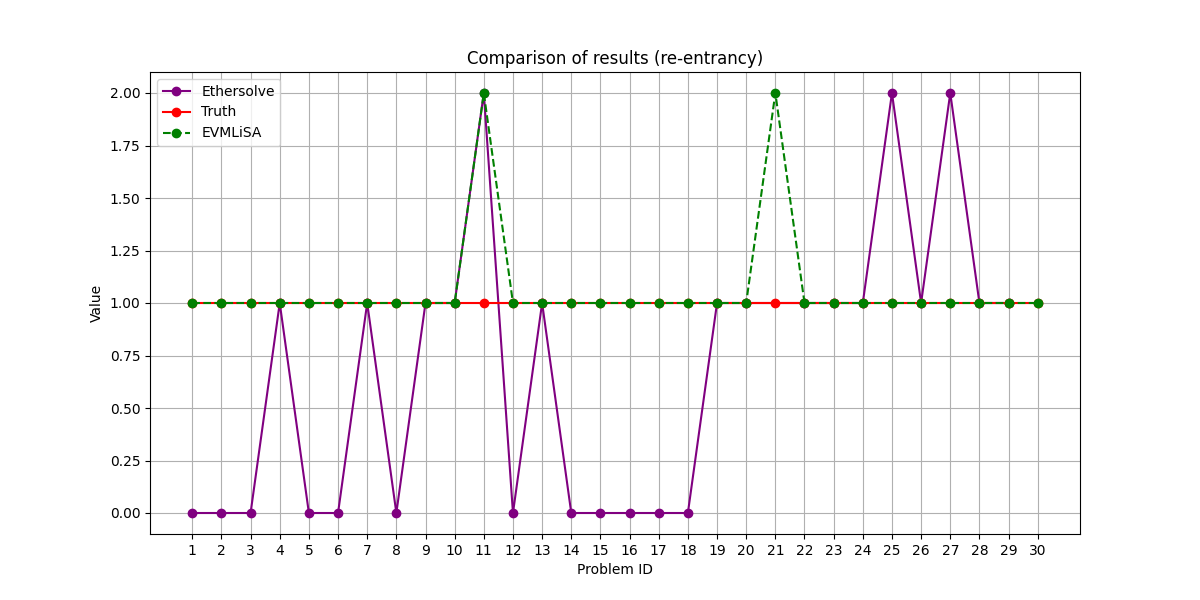 Comparison of results (re-entrancy)
Ethersolve
Truth
EVMLiSA
2.00
1.75
1.50
1.25
1.00
0.75
0.50
0.25
0.00
Value
1 2 3 4 5 6 7 8 9 10 11 12 13 14 15 16 17 18 19 20 21 22 23 24 25 26 27 28 29 30
Problem ID